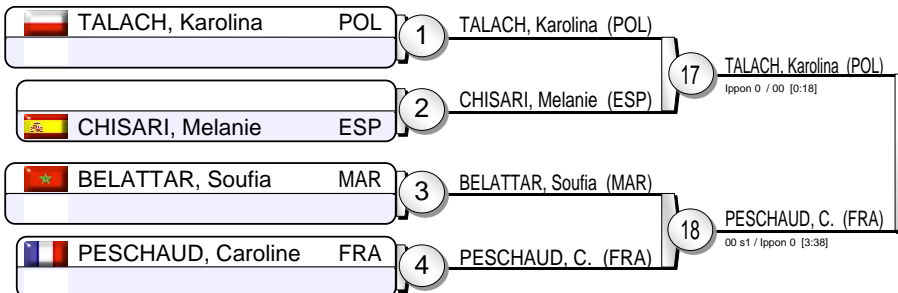 TALACH, Karolina POL
1
CHISARI, Melanie ESP
2
BELATTAR, Soufia MAR
3
PESCHAUD, Caroline FRA
4
TALACH, Karolina (POL)
CHISARI, Melanie (ESP)
17
BELATTAR, Soufia (MAR)
PESCHAUD, C. (FRA)
18
TALACH, Karolina (POL)
Ippon 0 / 00 [0:18]
PESCHAUD, C. (FRA)
00 s1 / Ippon 0 [3:38]